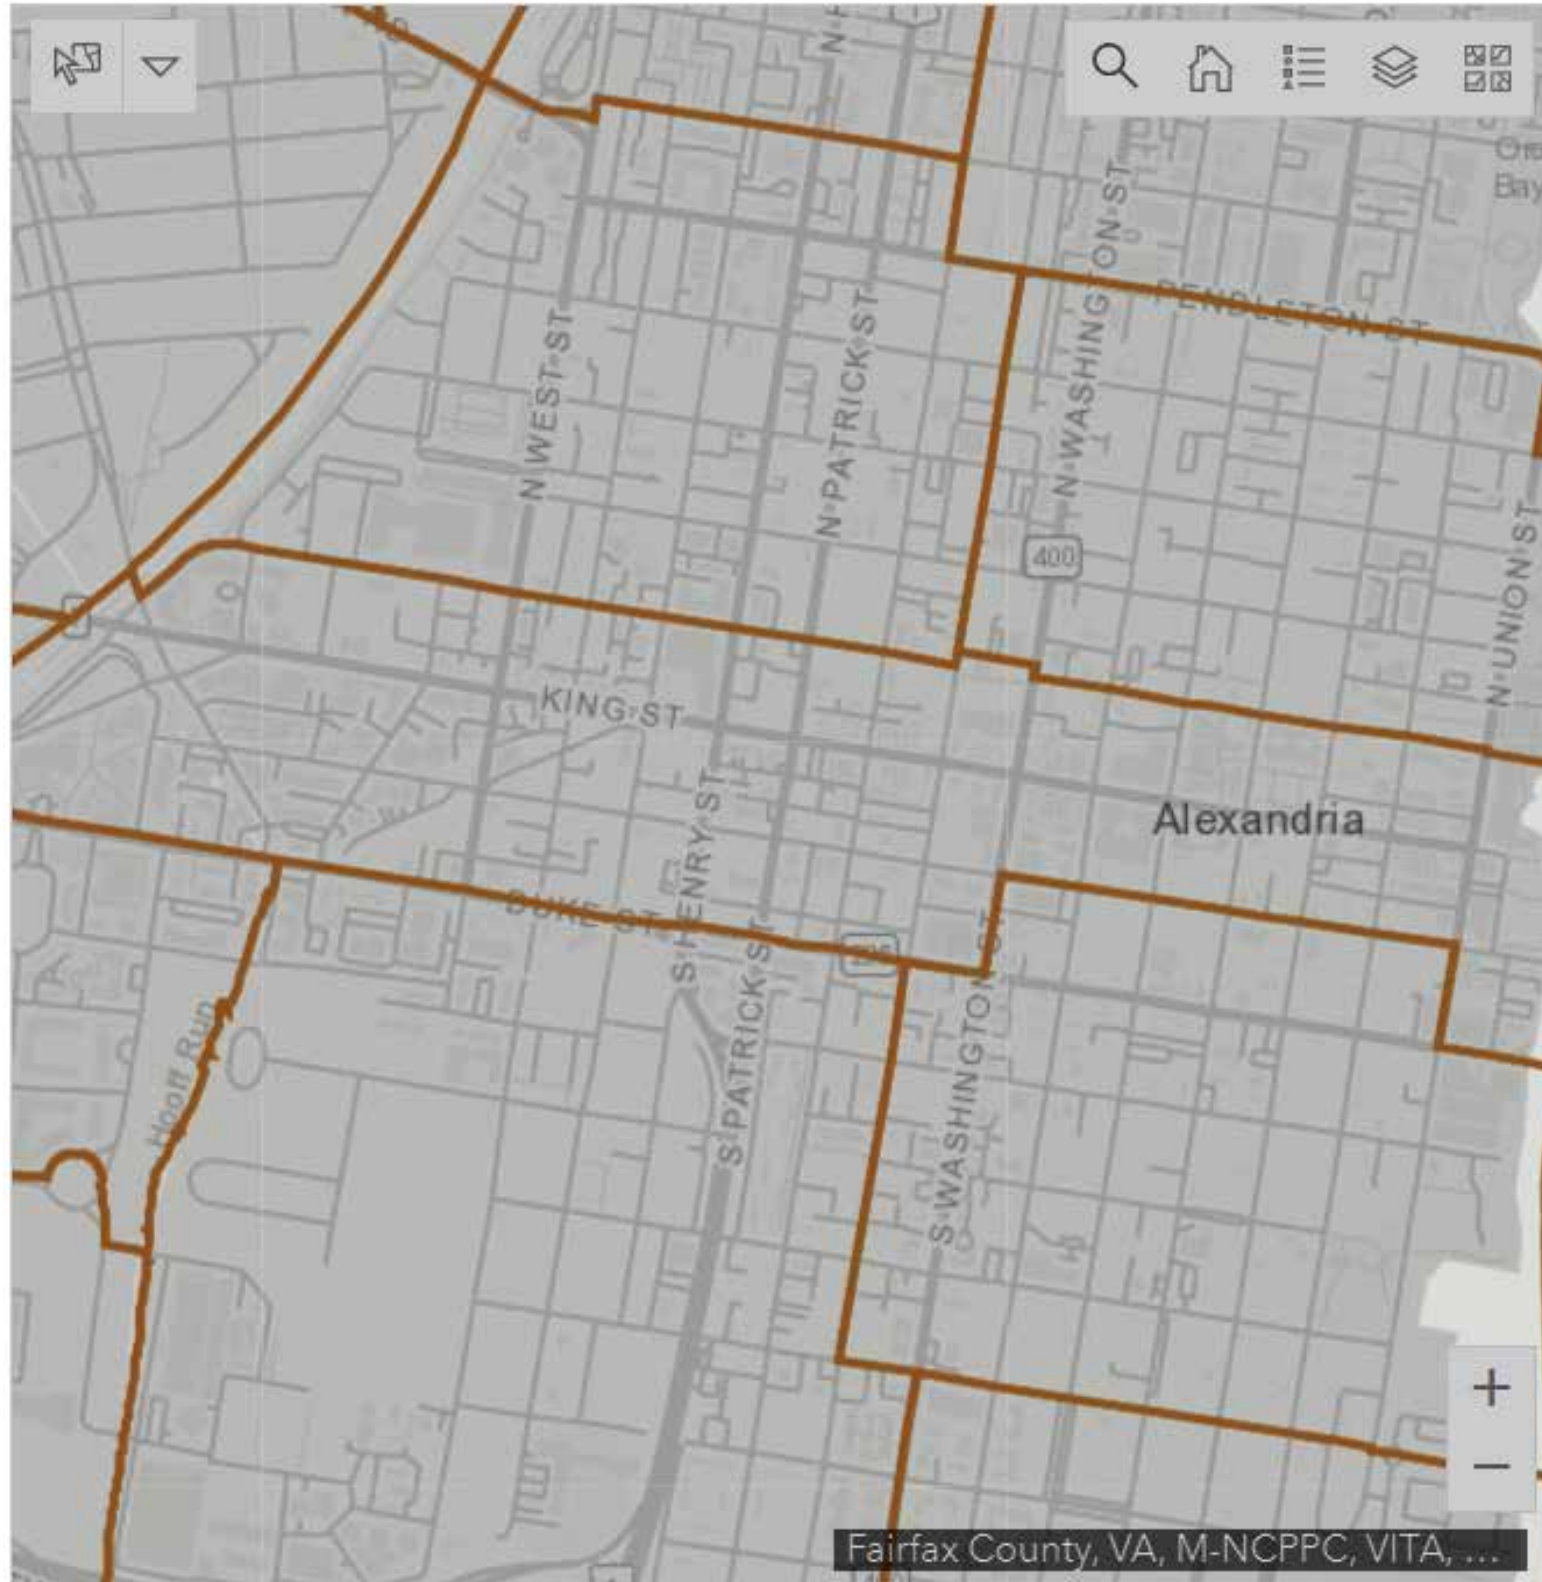 PENDLETON ST
N WEST ST
N PATRICK ST
N WASHINGTON ST
400
N UNION ST
KING ST
Alexandria
S HENRY ST
DUKE ST
S PATRICK ST
S WASHINGTON ST
Hooff Run
Fairfax County, VA, M-NCPPC, VITA, ...